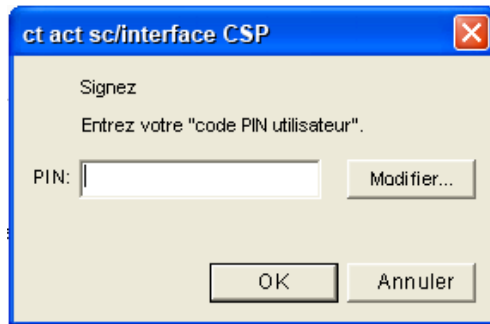 ct act sc/interface CSP
Signez
Entrez votre "code PIN utilisateur".
PIN:
Modifier...
OK
Annuler